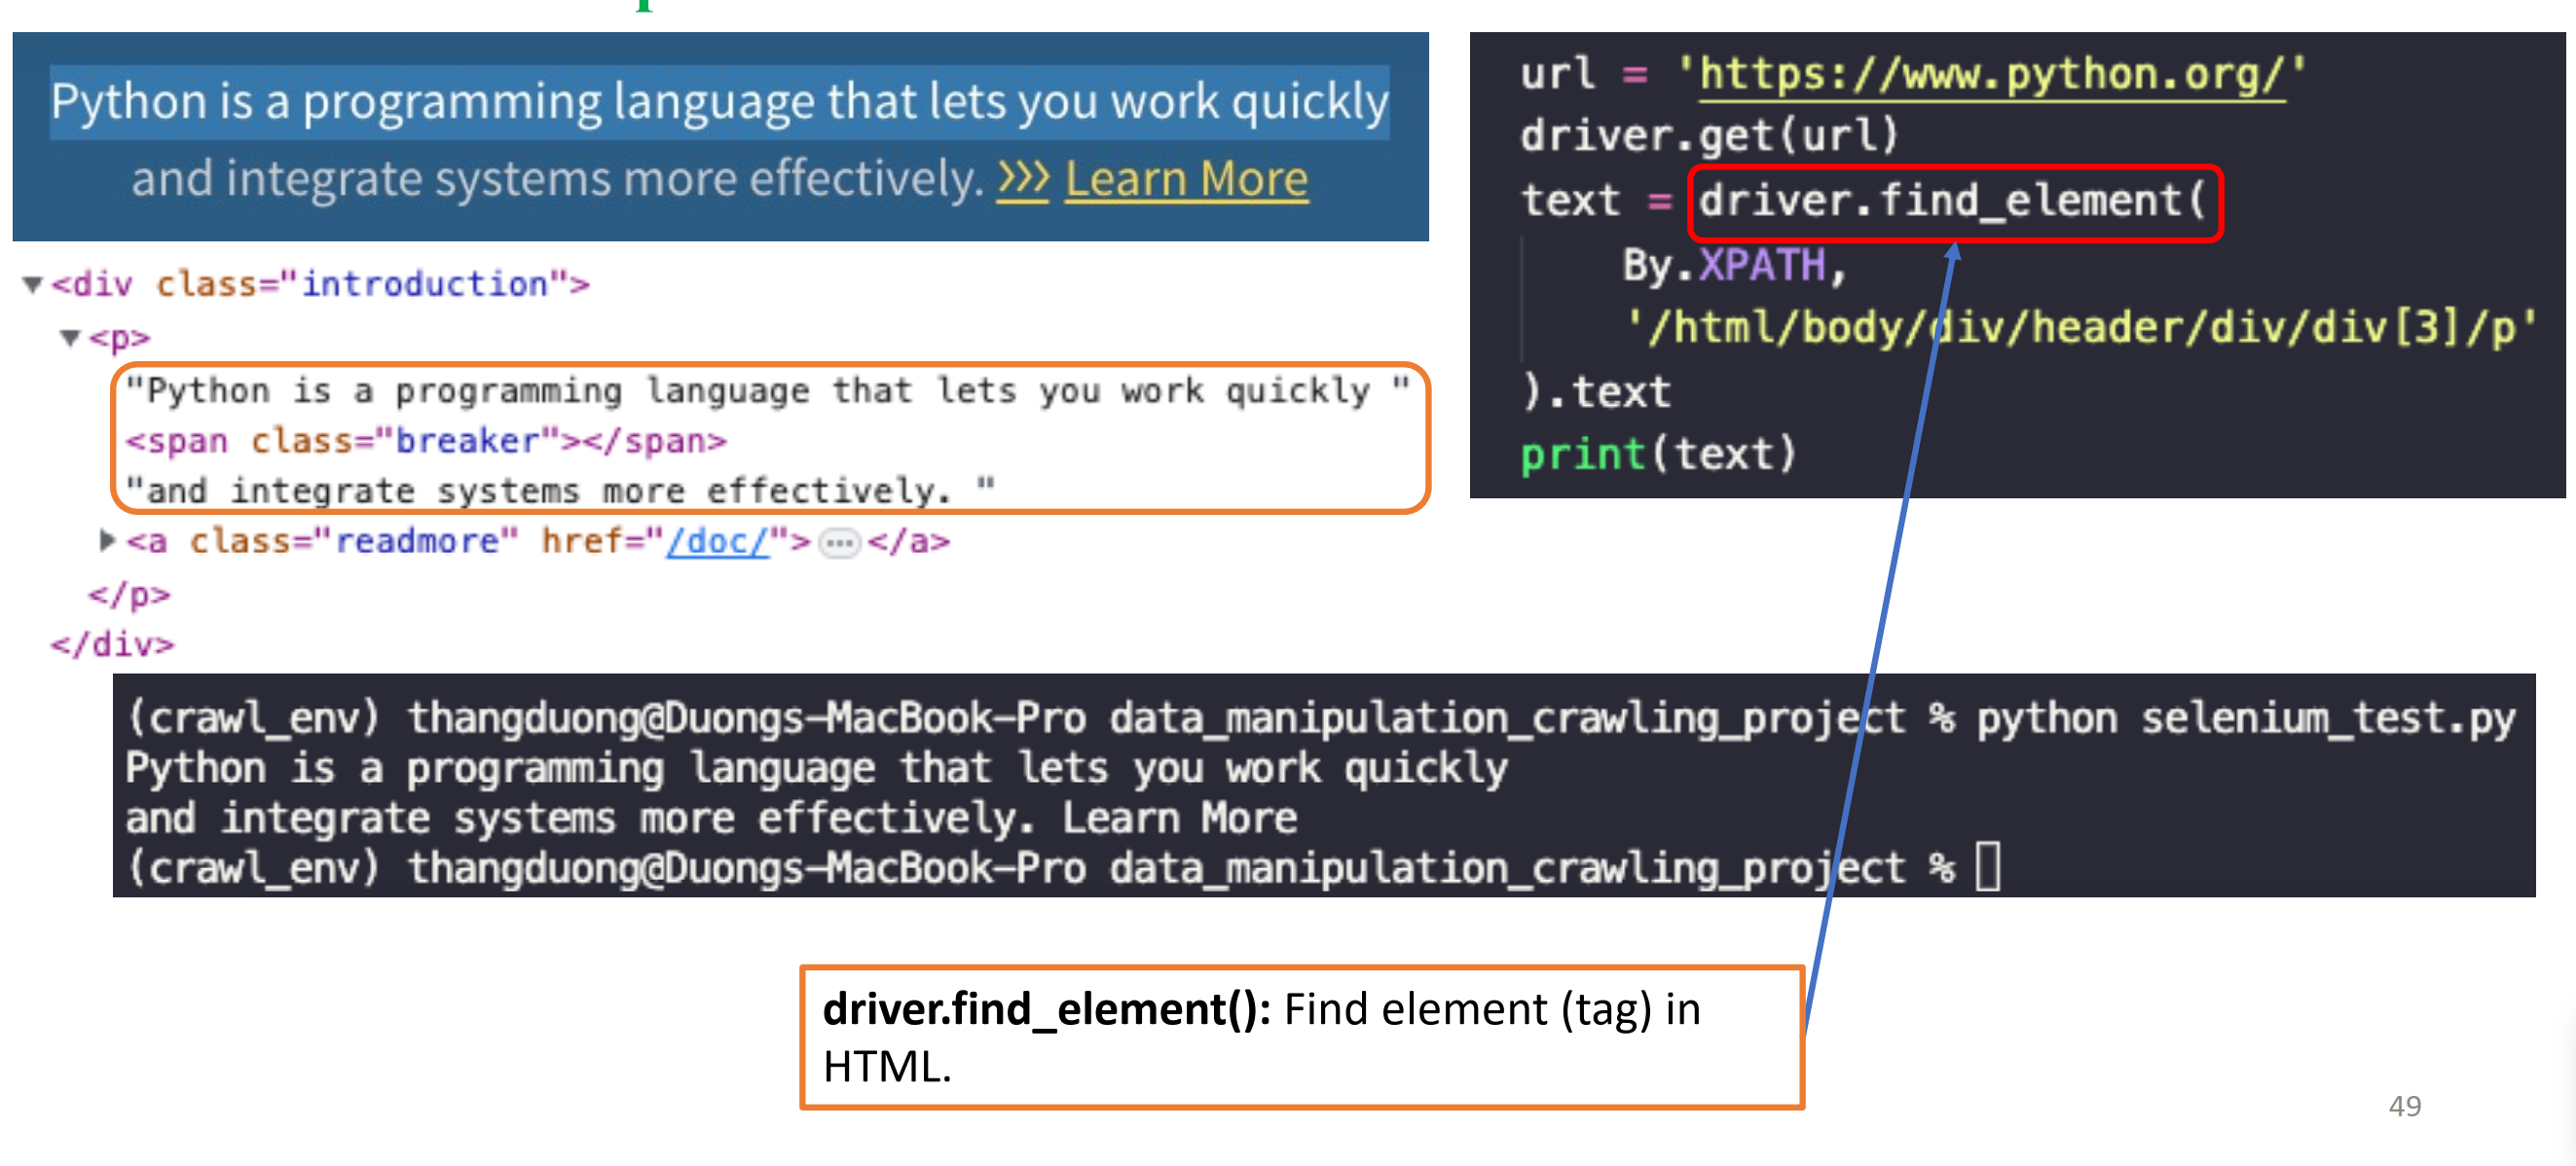 Python is a programming language that lets you work quickly
and integrate systems more effectively. >>> Learn More
<div class="introduction">
<p>
"Python is a programming language that lets you work quickly "
<span class="breaker"></span>
"and integrate systems more effectively. "
<a class="readmore" href="/doc/">…</a>
</p>
</div>
url = 'https://www.python.org/'
driver.get(url)
text = driver.find_element(
By.XPATH,
'/html/body/div/header/div/div[3]/p'
).text
print(text)
(crawl_env) thangduong@Duongs-MacBook-Pro data_manipulation_crawling_project % python selenium_test.py
Python is a programming language that lets you work quickly
and integrate systems more effectively. Learn More
(crawl_env) thangduong@Duongs-MacBook-Pro data_manipulation_crawling_project %
driver.find_element(): Find element (tag) in
HTML.
49